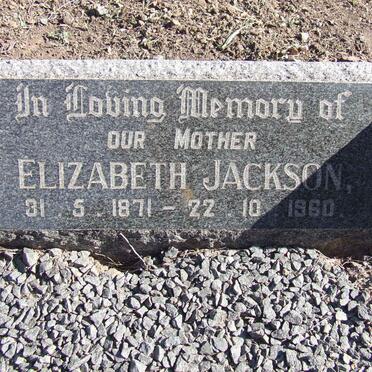 In Loving Memory of
OUR MOTHER
ELIZABETH JACKSON,
31 . 5 . 1871 - 22 . 10 . 1960.